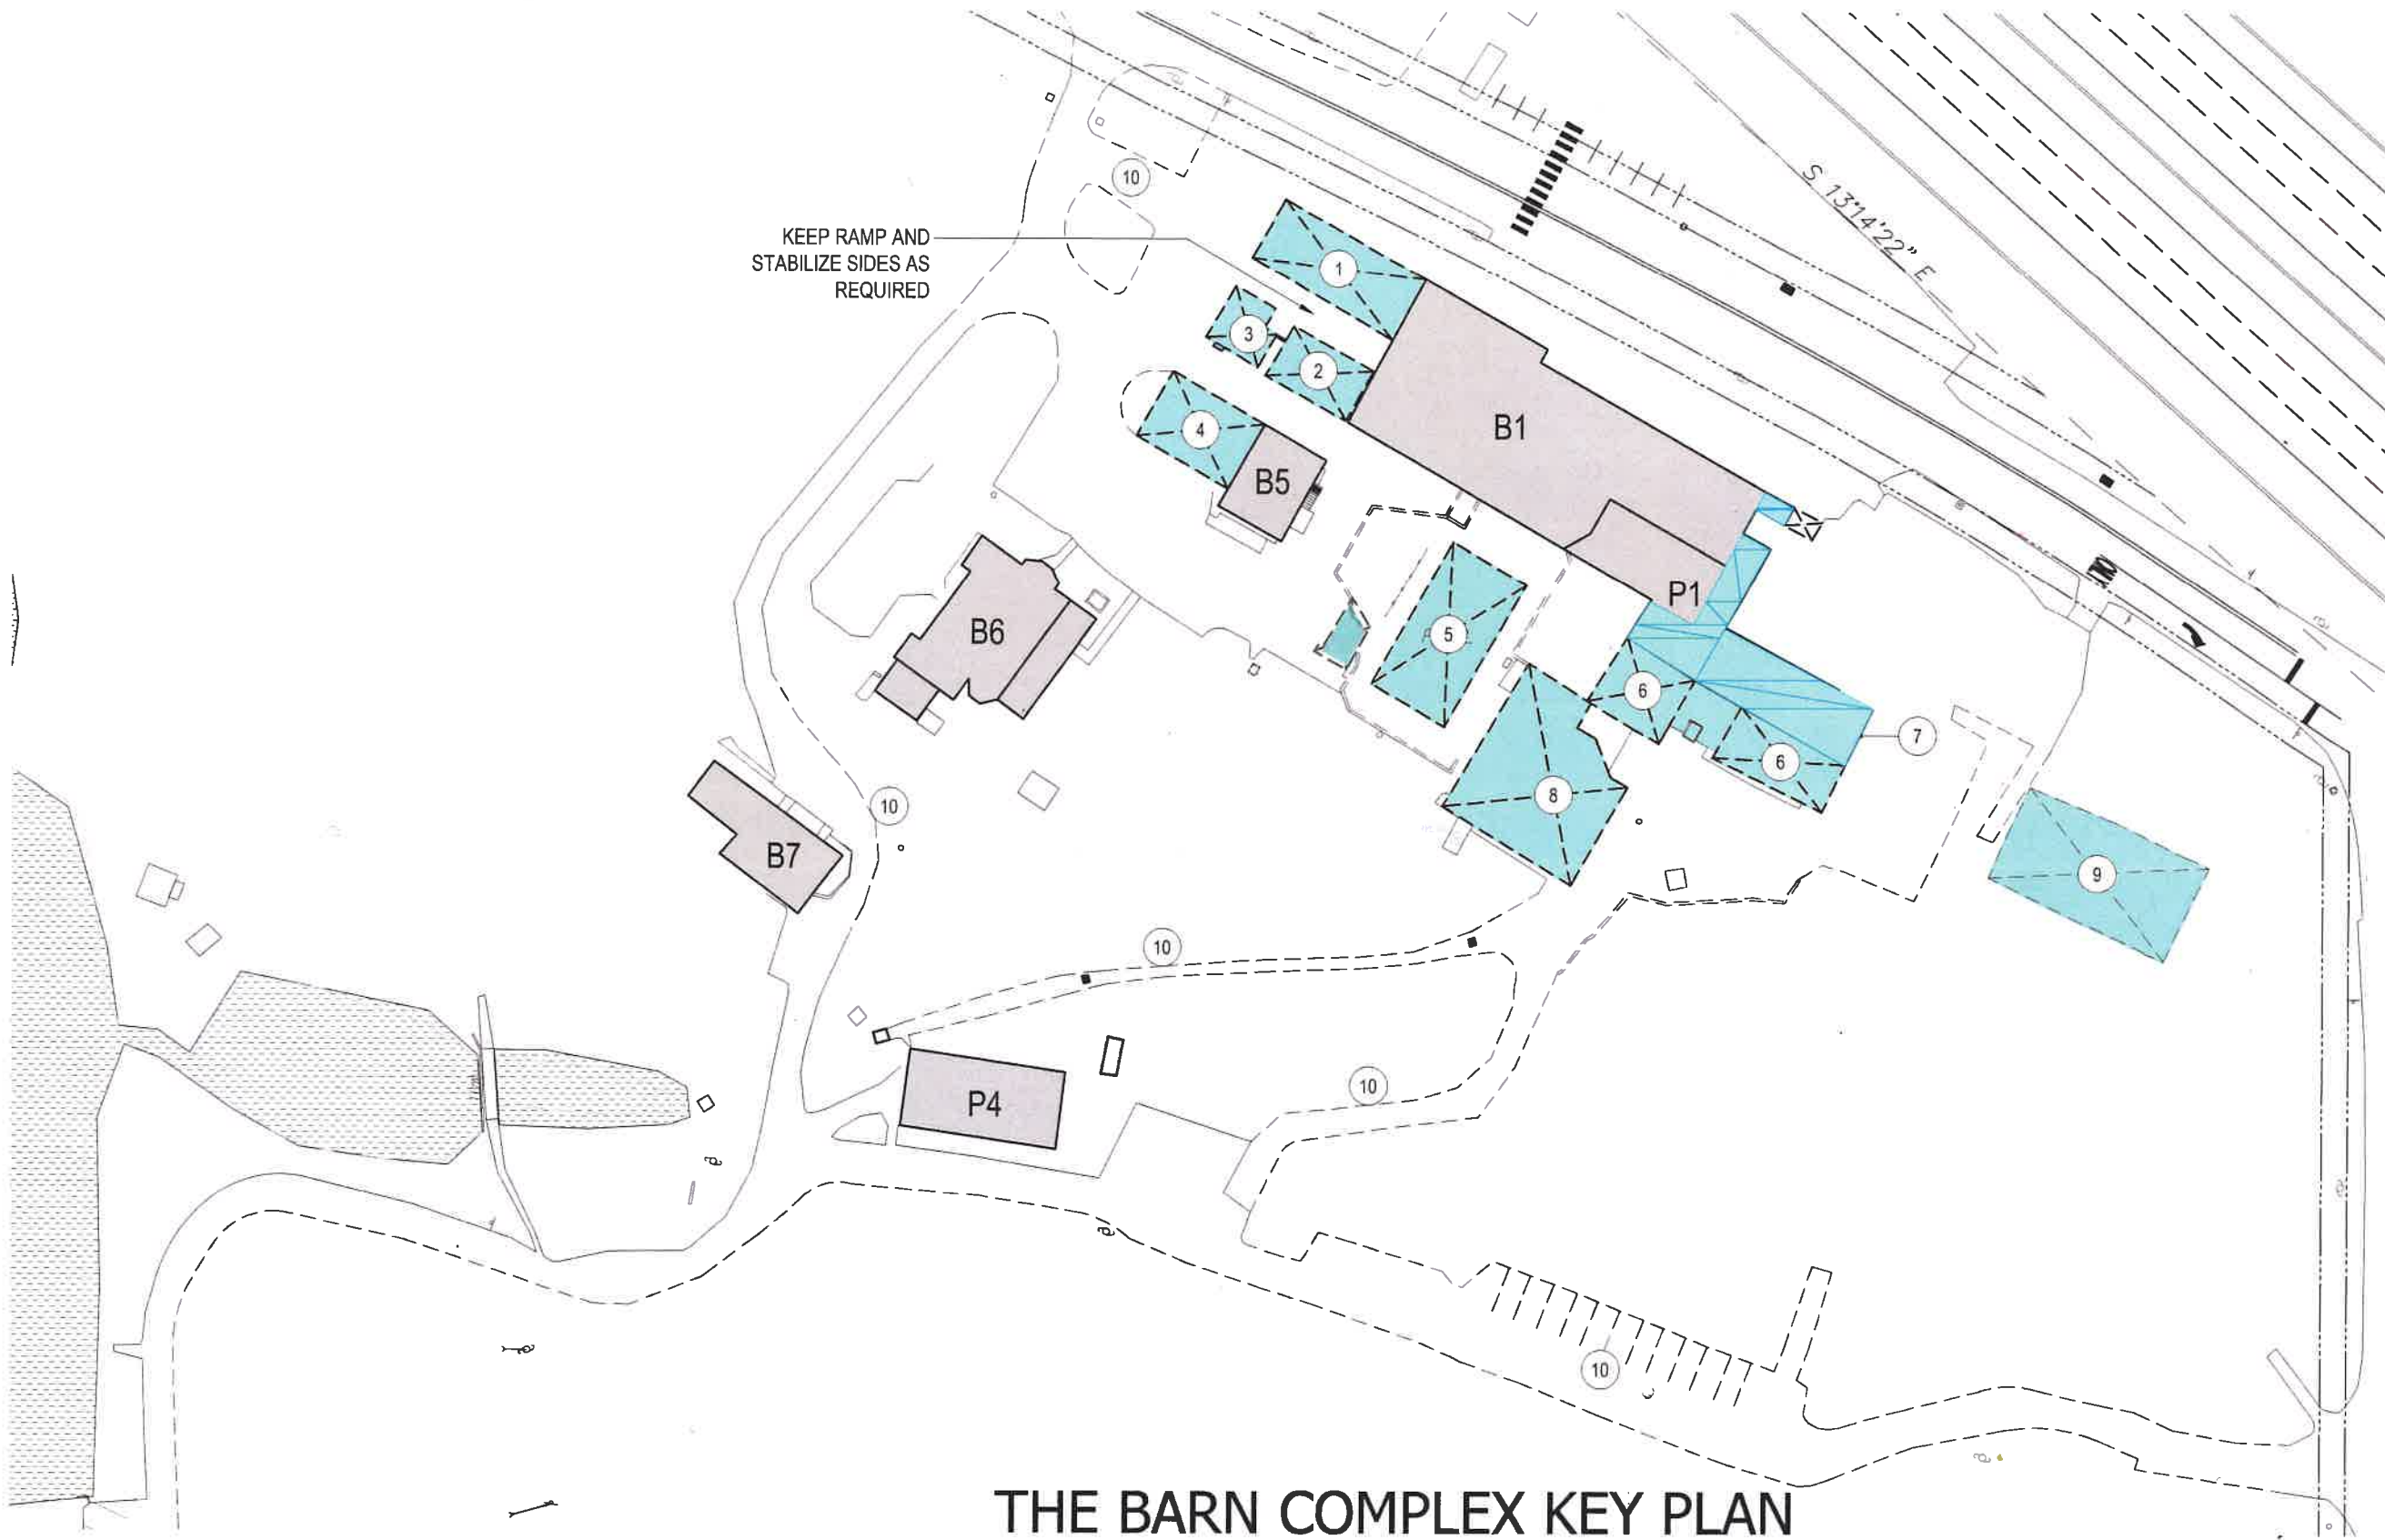 10
S 13°14'22" E
KEEP RAMP AND
STABILIZE SIDES AS
REQUIRED
1
3
2
4
B1
B5
P1
B6
5
6
7
6
8
10
B7
9
10
P4
10
10
THE BARN COMPLEX KEY PLAN